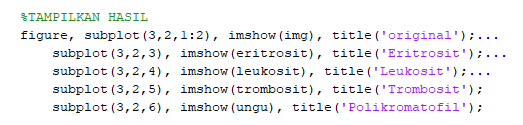 %TAMPILKAN HASIL
figure, subplot(3,2,1:2), imshow(img), title('original');...
subplot(3,2,3), imshow(eritrosit), title('Eritrosit');...
subplot(3,2,4), imshow(leukosit), title('Leukosit');...
subplot(3,2,5), imshow(trombosit), title('Trombosit');
subplot(3,2,6), imshow(ungu), title('Polikromatofil');